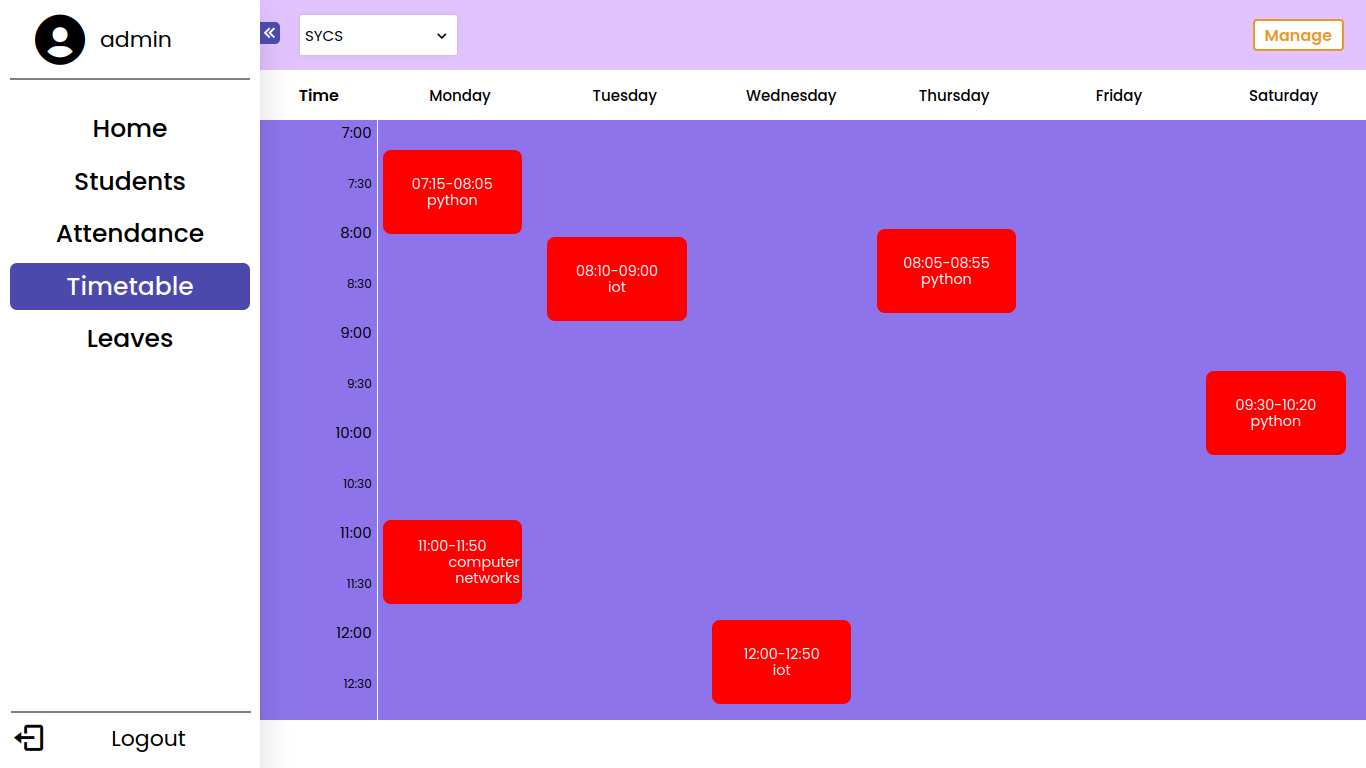 admin
Home
Students
Attendance
Timetable
Leaves
Logout
SYCS
Manage
Time Monday Tuesday Wednesday Thursday Friday Saturday
7:00
7:30
8:00
8:30
9:00
9:30
10:00
10:30
11:00
11:30
12:00
12:30
07:15-08:05
python
11:00-11:50
computer
networks
08:10-09:00
iot
12:00-12:50
iot
08:05-08:55
python
09:30-10:20
python